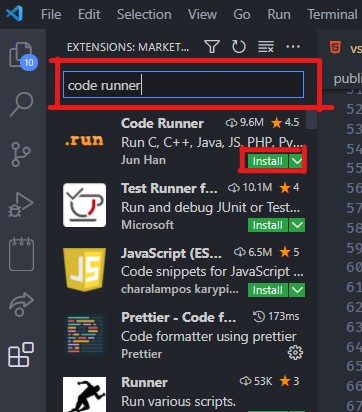 Go Run Terminal
EXTENSIONS: MARKET...
vs
10
code runner
publi
51
52
53
54
55
56
57
58
59
60
61
62
63
64
65
66
67
.run
Code Runner 9.6M 4.5
Run C, C++, Java, JS, PHP, Py...
Jun Han Install
Test Runner f... 10.1M 4
Run and debug JUnit or Test...
Microsoft Install
JS
JavaScript (ES... 6.5M 5
Code snippets for JavaScript ...
charalampos karypi... Install
Prettier - Code f... 173ms
Code formatter using prettier
Prettier
Runner 53K 3
Run various scripts.